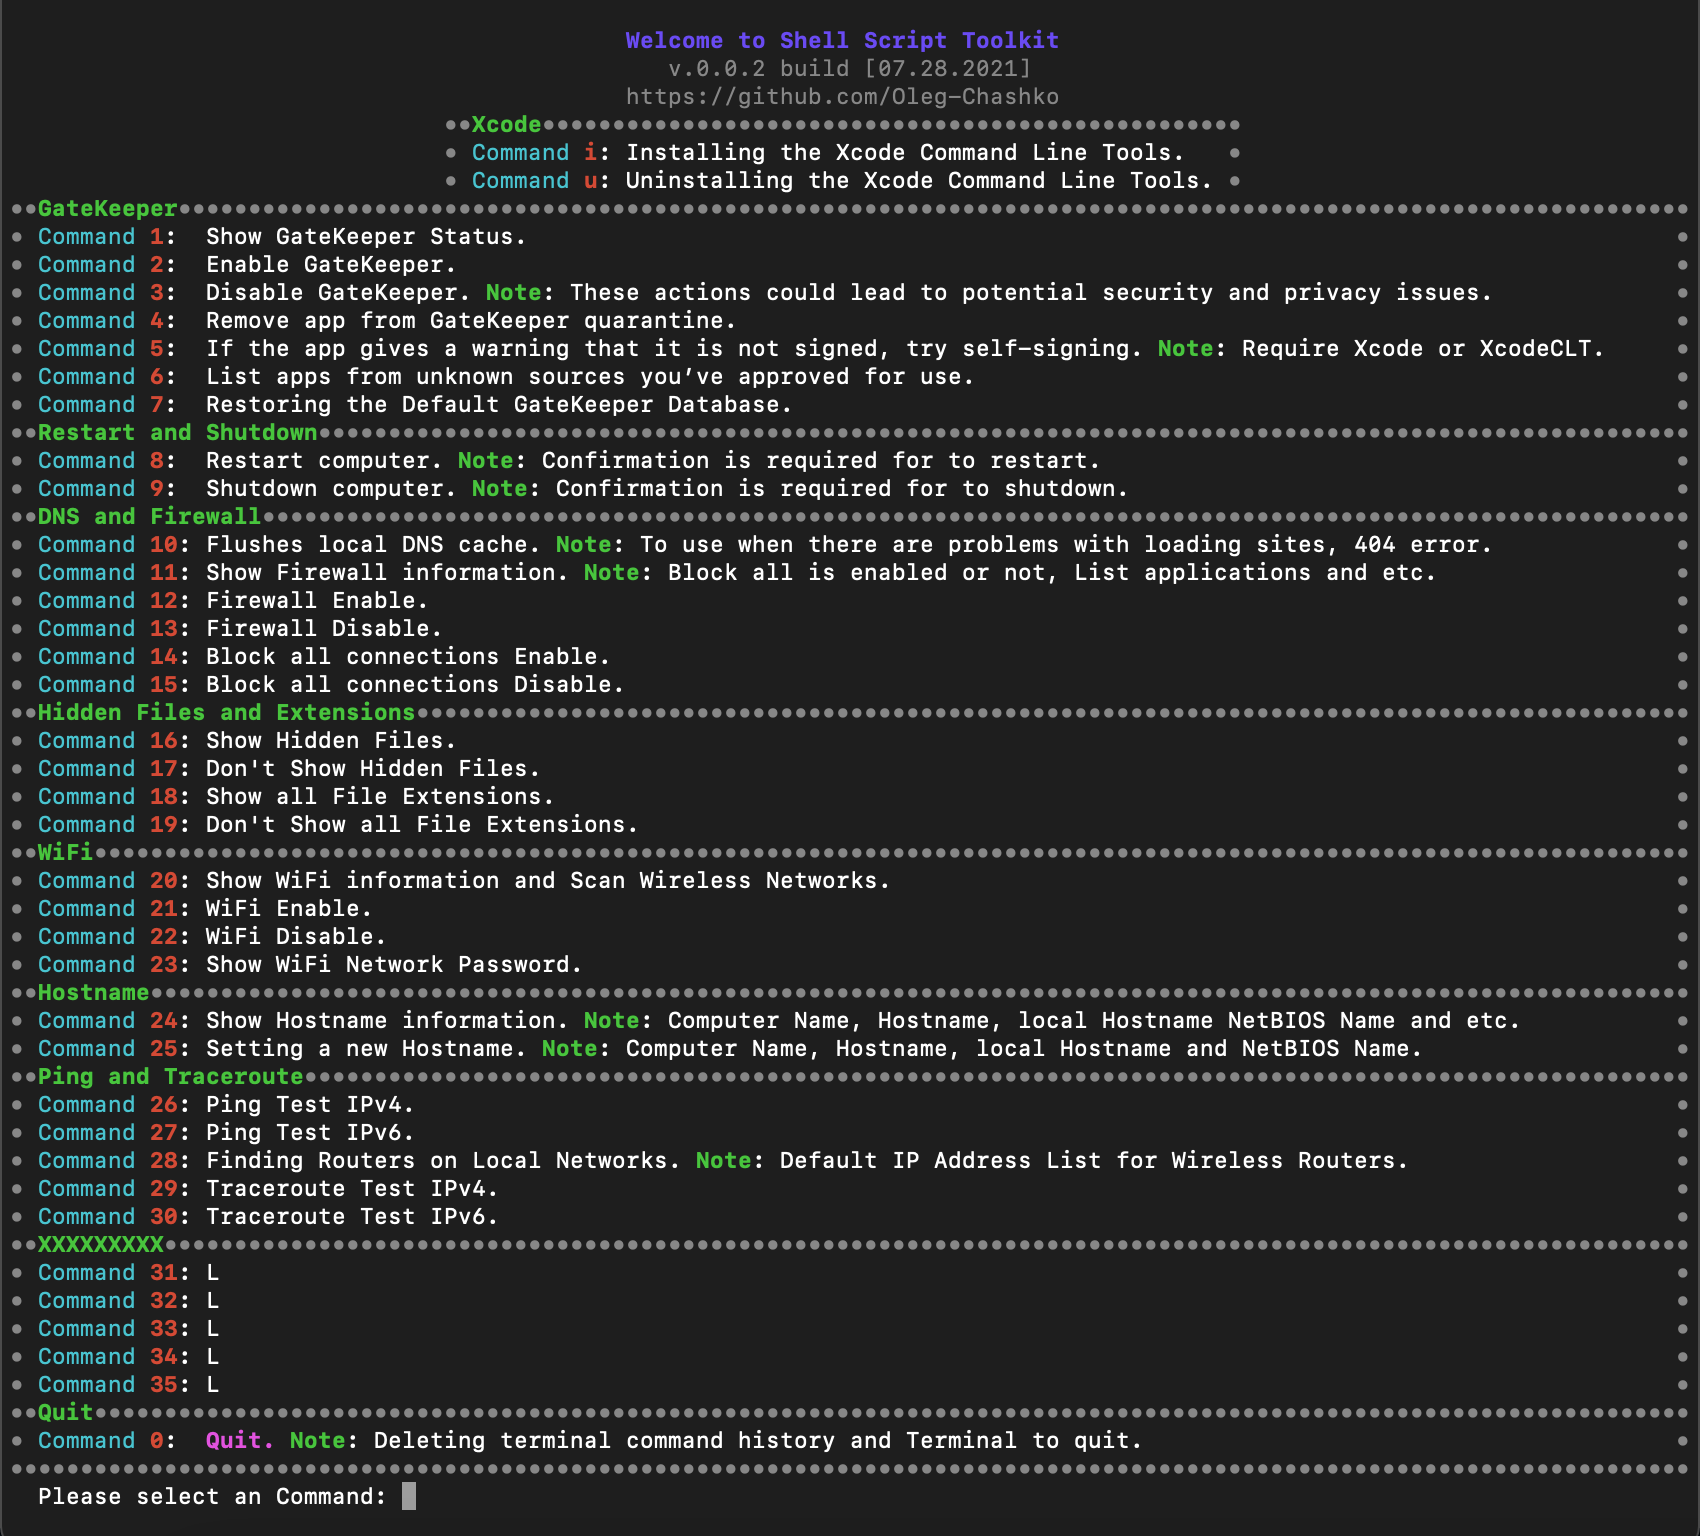 Welcome to Shell Script Toolkit
v.0.0.2 build [07.28.2021]
https://github.com/Oleg-Chashko
Xcode
Command i: Installing the Xcode Command Line Tools.
Command u: Uninstalling the Xcode Command Line Tools.
GateKeeper
Command 1: Show GateKeeper Status.
Command 2: Enable GateKeeper.
Command 3: Disable GateKeeper. Note: These actions could lead to potential security and privacy issues.
Command 4: Remove app from GateKeeper quarantine.
Command 5: If the app gives a warning that it is not signed, try self-signing. Note: Require Xcode or XcodeCLT.
Command 6: List apps from unknown sources you’ve approved for use.
Command 7: Restoring the Default GateKeeper Database.
Restart and Shutdown
Command 8: Restart computer. Note: Confirmation is required for to restart.
Command 9: Shutdown computer. Note: Confirmation is required for to shutdown.
DNS and Firewall
Command 10: Flushes local DNS cache. Note: To use when there are problems with loading sites, 404 error.
Command 11: Show Firewall information. Note: Block all is enabled or not, List applications and etc.
Command 12: Firewall Enable.
Command 13: Firewall Disable.
Command 14: Block all connections Enable.
Command 15: Block all connections Disable.
Hidden Files and Extensions
Command 16: Show Hidden Files.
Command 17: Don't Show Hidden Files.
Command 18: Show all File Extensions.
Command 19: Don't Show all File Extensions.
WiFi
Command 20: Show WiFi information and Scan Wireless Networks.
Command 21: WiFi Enable.
Command 22: WiFi Disable.
Command 23: Show WiFi Network Password.
Hostname
Command 24: Show Hostname information. Note: Computer Name, Hostname, local Hostname NetBIOS Name and etc.
Command 25: Setting a new Hostname. Note: Computer Name, Hostname, local Hostname and NetBIOS Name.
Ping and Traceroute
Command 26: Ping Test IPv4.
Command 27: Ping Test IPv6.
Command 28: Finding Routers on Local Networks. Note: Default IP Address List for Wireless Routers.
Command 29: Traceroute Test IPv4.
Command 30: Traceroute Test IPv6.
XXXXXXXXX
Command 31: L
Command 32: L
Command 33: L
Command 34: L
Command 35: L
Quit
Command 0: Quit. Note: Deleting terminal command history and Terminal to quit.
Please select an Command: